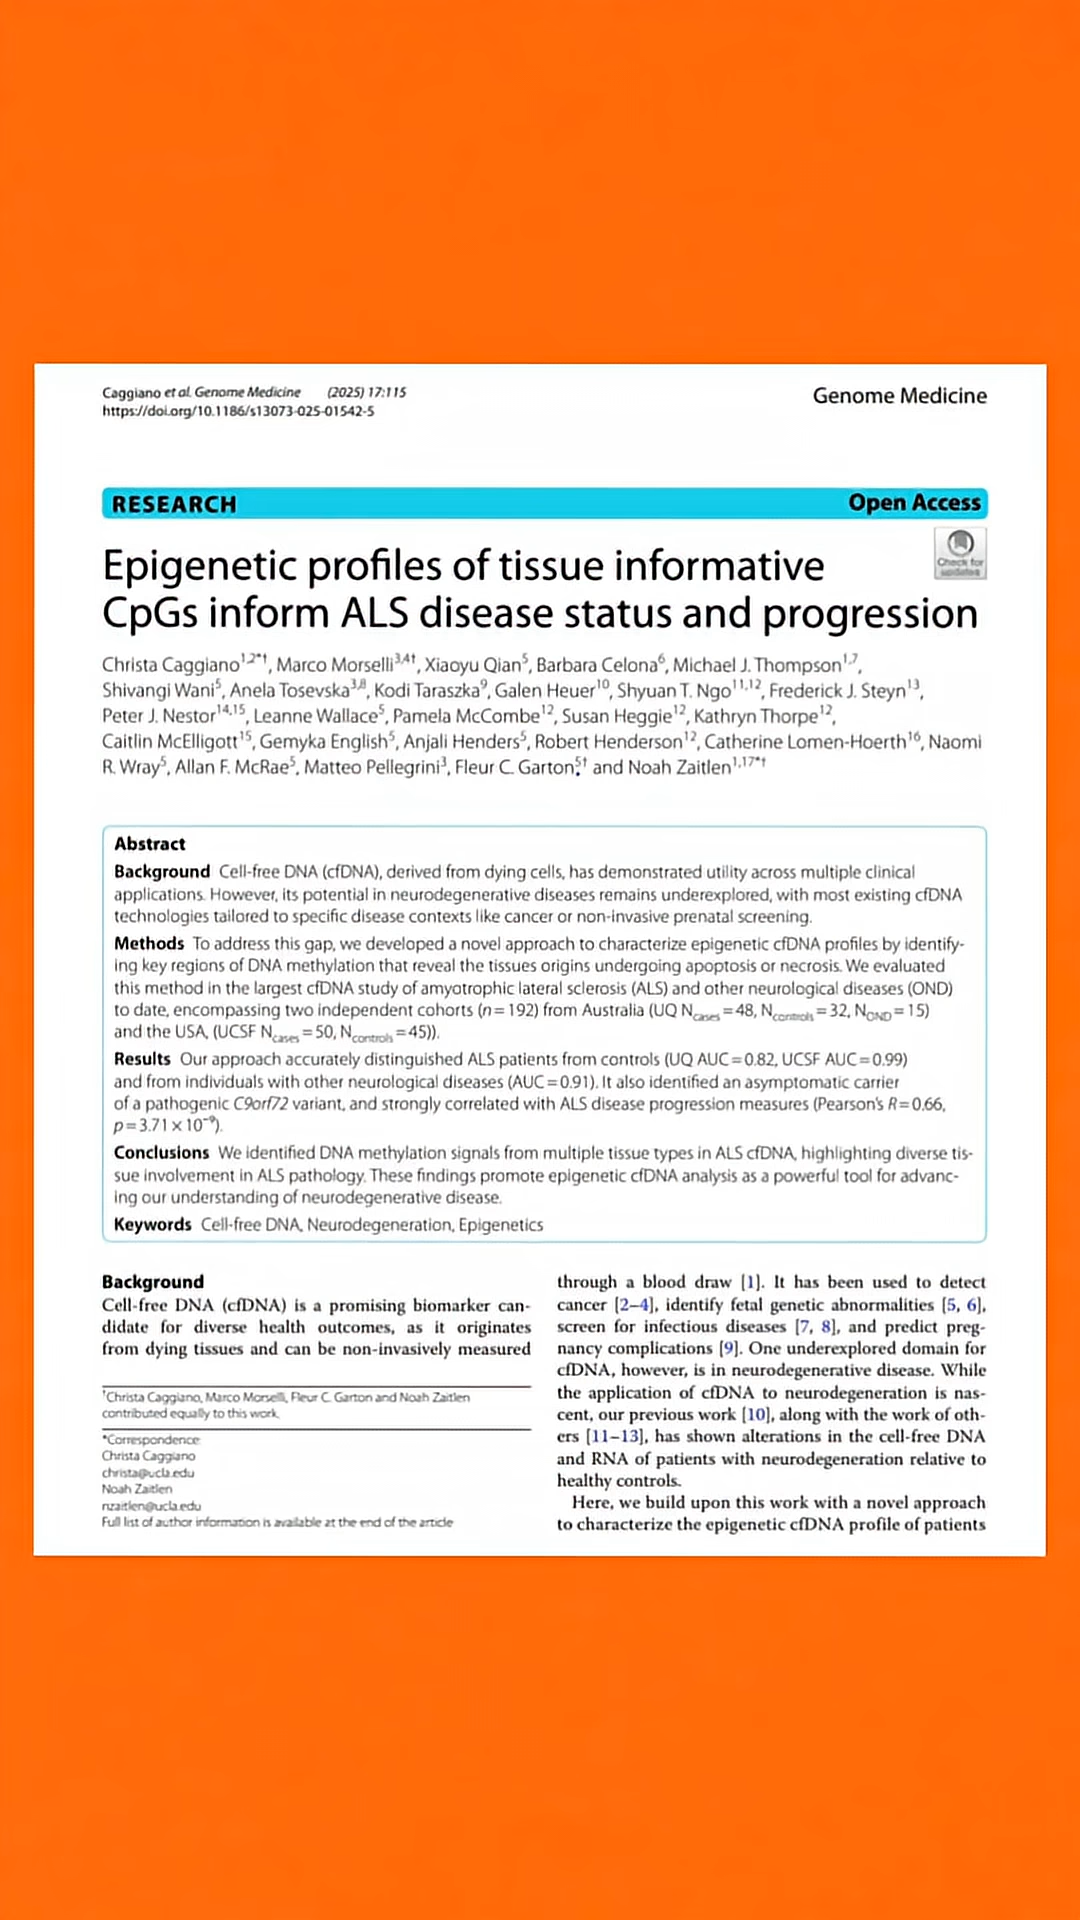 Caggiano et al. Genome Medicine (2025) 17:115
https://doi.org/10.1186/s13073-025-01542-5
Genome Medicine
RESEARCH
Open Access
Check for
updates
Epigenetic profiles of tissue informative
CpGs inform ALS disease status and progression
Christa Caggiano1,2*†, Marco Morselli3,4†, Xiaoyu Qian5, Barbara Celona6, Michael J. Thompson1,7,
Shivangi Wani5, Anela Tosevska3,8, Kodi Taraszka9, Galen Heuer10, Shyuan T. Ngo11,12, Frederick J. Steyn13,
Peter J. Nestor14,15, Leanne Wallace5, Pamela McCombe12, Susan Heggie12, Kathryn Thorpe12,
Caitlin McElligott15, Gemyka English5, Anjali Henders5, Robert Henderson12, Catherine Lomen-Hoerth16, Naomi
R. Wray5, Allan F. McRae5, Matteo Pellegrini3, Fleur C. Garton5† and Noah Zaitlen1,17*†
Abstract
Background Cell-free DNA (cfDNA), derived from dying cells, has demonstrated utility across multiple clinical
applications. However, its potential in neurodegenerative diseases remains underexplored, with most existing cfDNA
technologies tailored to specific disease contexts like cancer or non-invasive prenatal screening.
Methods To address this gap, we developed a novel approach to characterize epigenetic cfDNA profiles by identify-
ing key regions of DNA methylation that reveal the tissues origins undergoing apoptosis or necrosis. We evaluated
this method in the largest cfDNA study of amyotrophic lateral sclerosis (ALS) and other neurological diseases (OND)
to date, encompassing two independent cohorts (n = 192) from Australia (UQ Ncases = 48, Ncontrols = 32, NOND = 15)
and the USA, (UCSF Ncases = 50, Ncontrols = 45)).
Results Our approach accurately distinguished ALS patients from controls (UQ AUC = 0.82, UCSF AUC = 0.99)
and from individuals with other neurological diseases (AUC = 0.91). It also identified an asymptomatic carrier
of a pathogenic C9orf72 variant, and strongly correlated with ALS disease progression measures (Pearson's R = 0.66,
p = 3.71 × 10⁻⁹).
Conclusions We identified DNA methylation signals from multiple tissue types in ALS cfDNA, highlighting diverse tis-
sue involvement in ALS pathology. These findings promote epigenetic cfDNA analysis as a powerful tool for advanc-
ing our understanding of neurodegenerative disease.
Keywords Cell-free DNA, Neurodegeneration, Epigenetics
Background
Cell-free DNA (cfDNA) is a promising biomarker can-
didate for diverse health outcomes, as it originates
from dying tissues and can be non-invasively measured
†Christa Caggiano, Marco Morselli, Fleur C. Garton and Noah Zaitlen
contributed equally to this work.
*Correspondence:
Christa Caggiano
christa@ucla.edu
Noah Zaitlen
nzaitlen@ucla.edu
Full list of author information is available at the end of the article
through a blood draw [1]. It has been used to detect
cancer [2–4], identify fetal genetic abnormalities [5, 6],
screen for infectious diseases [7, 8], and predict preg-
nancy complications [9]. One underexplored domain for
cfDNA, however, is in neurodegenerative disease. While
the application of cfDNA to neurodegeneration is nas-
cent, our previous work [10], along with the work of oth-
ers [11–13], has shown alterations in the cell-free DNA
and RNA of patients with neurodegeneration relative to
healthy controls.
Here, we build upon this work with a novel approach
to characterize the epigenetic cfDNA profile of patients